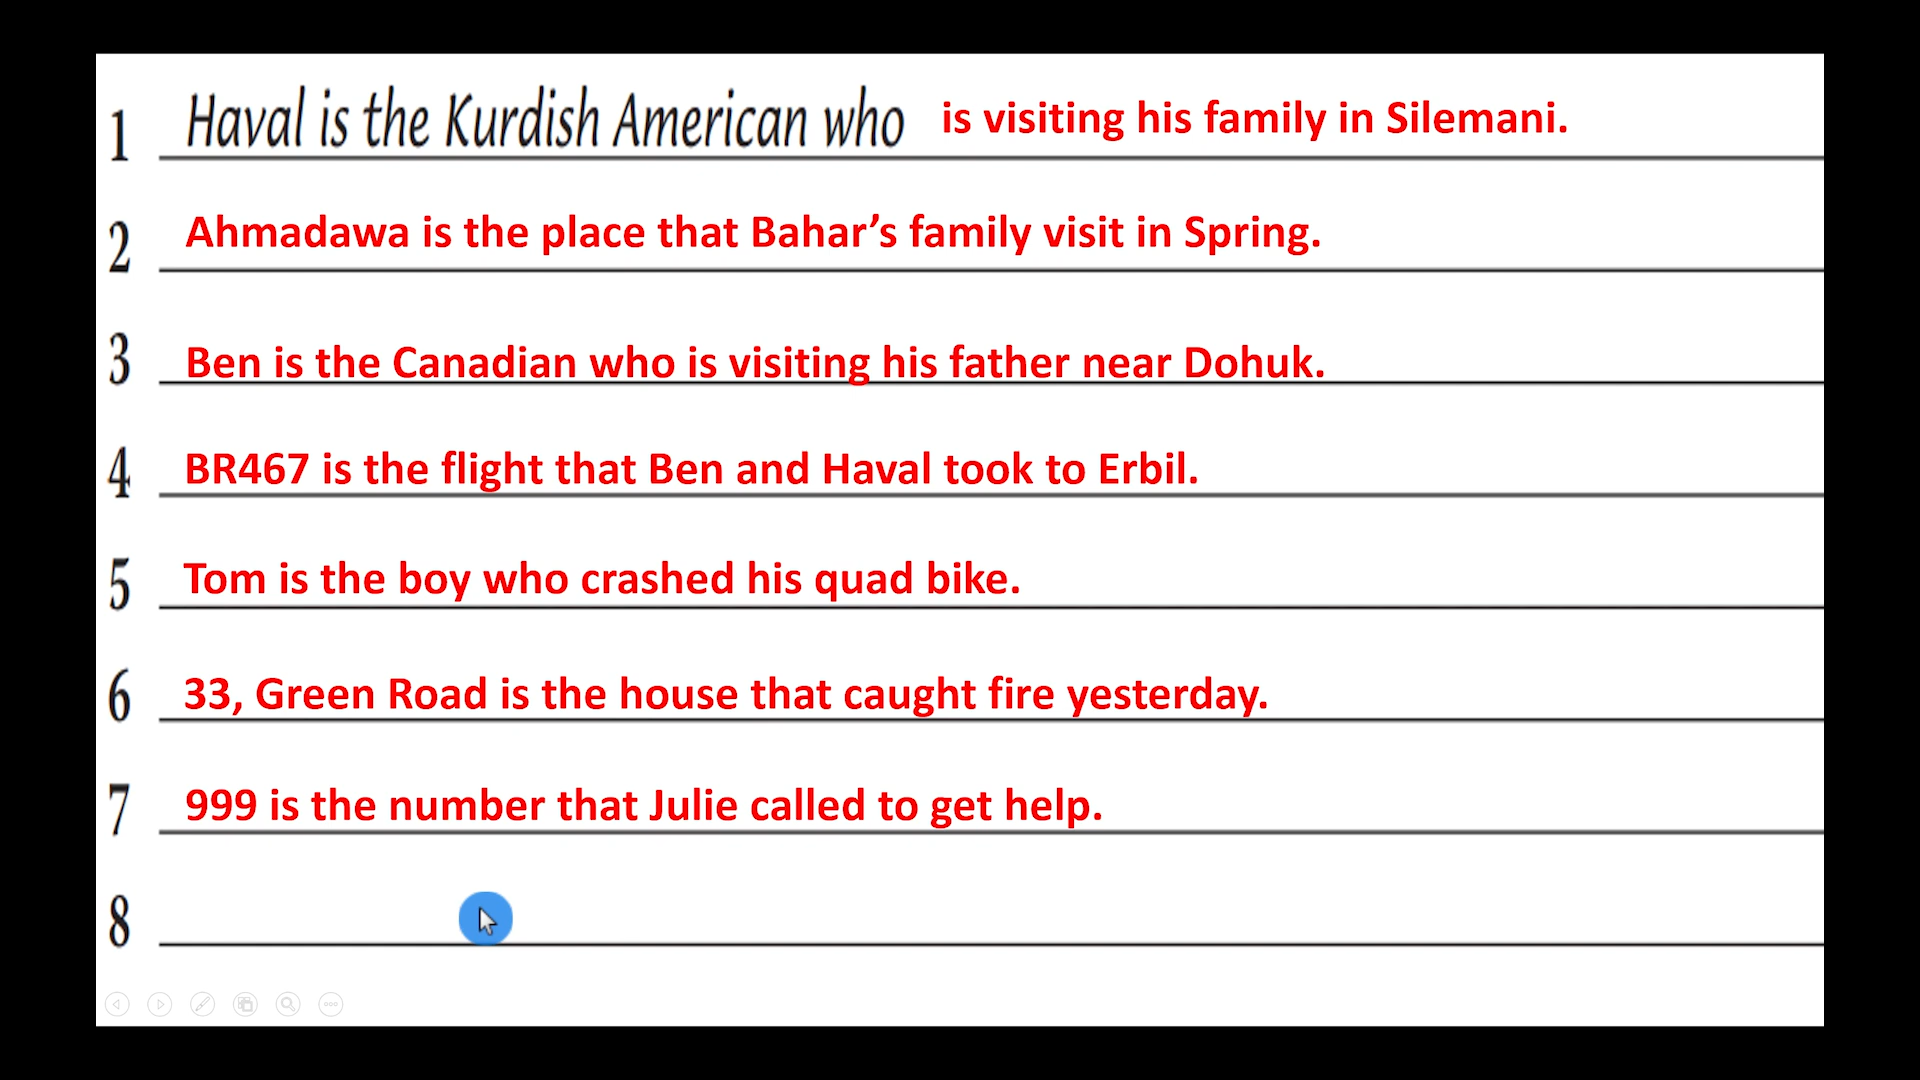 1 Haval is the Kurdish American who is visiting his family in Silemani.
2 Ahmadawa is the place that Bahar’s family visit in Spring.
3 Ben is the Canadian who is visiting his father near Dohuk.
4 BR467 is the flight that Ben and Haval took to Erbil.
5 Tom is the boy who crashed his quad bike.
6 33, Green Road is the house that caught fire yesterday.
7 999 is the number that Julie called to get help.
8